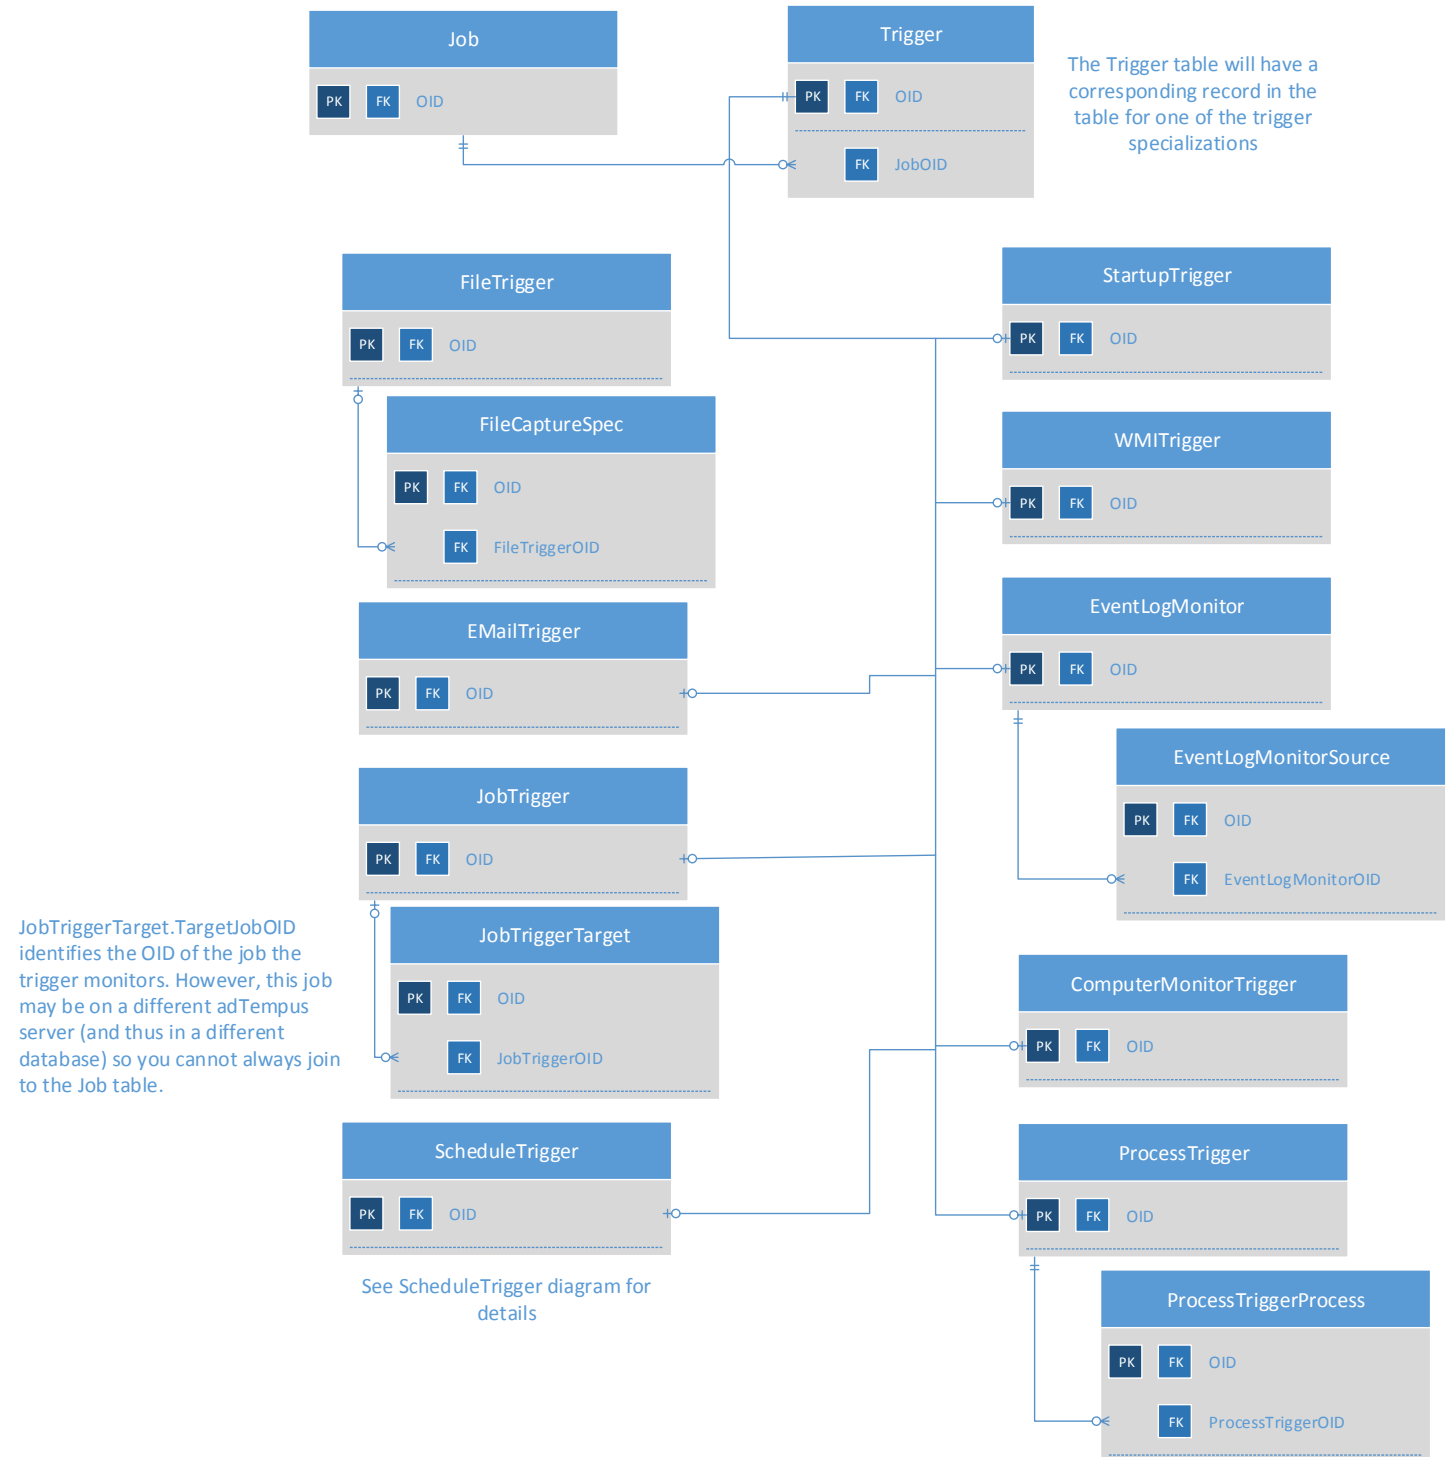 Job
PK FK OID
Trigger
PK FK OID
FK JobOID
The Trigger table will have a
corresponding record in the
table for one of the trigger
specializations
FileTrigger
PK FK OID
FileCaptureSpec
PK FK OID
FK FileTriggerOID
EMailTrigger
PK FK OID
JobTrigger
PK FK OID
JobTriggerTarget.TargetJobOID
identifies the OID of the job the
trigger monitors. However, this job
may be on a different adTempus
server (and thus in a different
database) so you cannot always join
to the Job table.
JobTriggerTarget
PK FK OID
FK JobTriggerOID
ScheduleTrigger
PK FK OID
See ScheduleTrigger diagram for
details
StartupTrigger
PK FK OID
WMITrigger
PK FK OID
EventLogMonitor
PK FK OID
EventLogMonitorSource
PK FK OID
FK EventLogMonitorOID
ComputerMonitorTrigger
PK FK OID
ProcessTrigger
PK FK OID
ProcessTriggerProcess
PK FK OID
FK ProcessTriggerOID